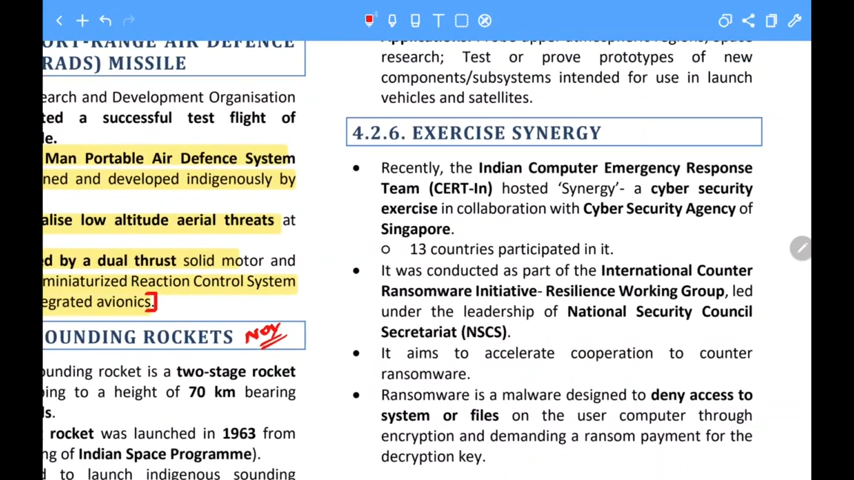 ORT-RANGE AIR DEFENCE
RADS) MISSILE
earch and Development Organisation
ted a successful test flight of
le.
Man Portable Air Defence System
ned and developed indigenously by
alise low altitude aerial threats at
ed by a dual thrust solid motor and
miniaturized Reaction Control System
egrated avionics.
OUNDING ROCKETS
ounding rocket is a two-stage rocket
ing to a height of 70 km bearing
ds.
rocket was launched in 1963 from
ng of Indian Space Programme).
ed to launch indigenous sounding
research; Test or prove prototypes of new
components/subsystems intended for use in launch
vehicles and satellites.
4.2.6. EXERCISE SYNERGY
• Recently, the Indian Computer Emergency Response
Team (CERT-In) hosted ‘Synergy’- a cyber security
exercise in collaboration with Cyber Security Agency of
Singapore.
o 13 countries participated in it.
• It was conducted as part of the International Counter
Ransomware Initiative- Resilience Working Group, led
under the leadership of National Security Council
Secretariat (NSCS).
• It aims to accelerate cooperation to counter
ransomware.
• Ransomware is a malware designed to deny access to
system or files on the user computer through
encryption and demanding a ransom payment for the
decryption key.